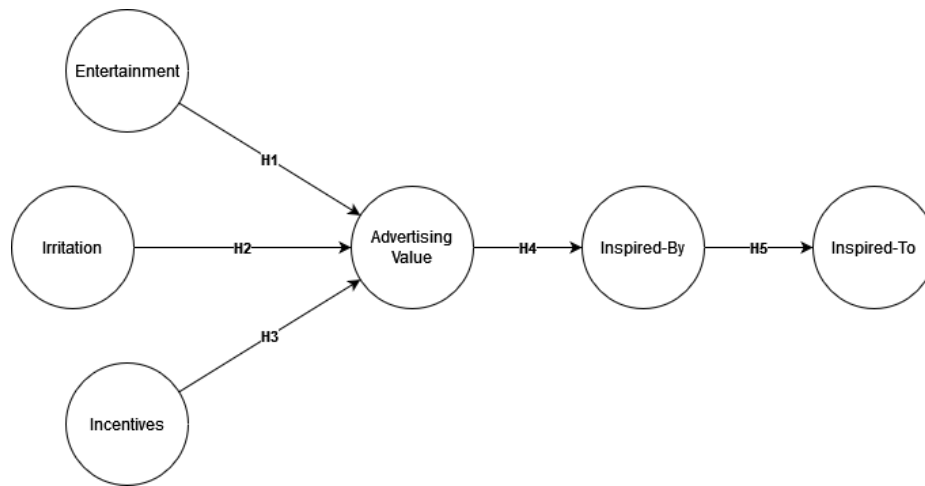 Entertainment
H1
Irritation
H2
Advertising
Value
H4
Inspired-By
H5
Inspired-To
H3
Incentives